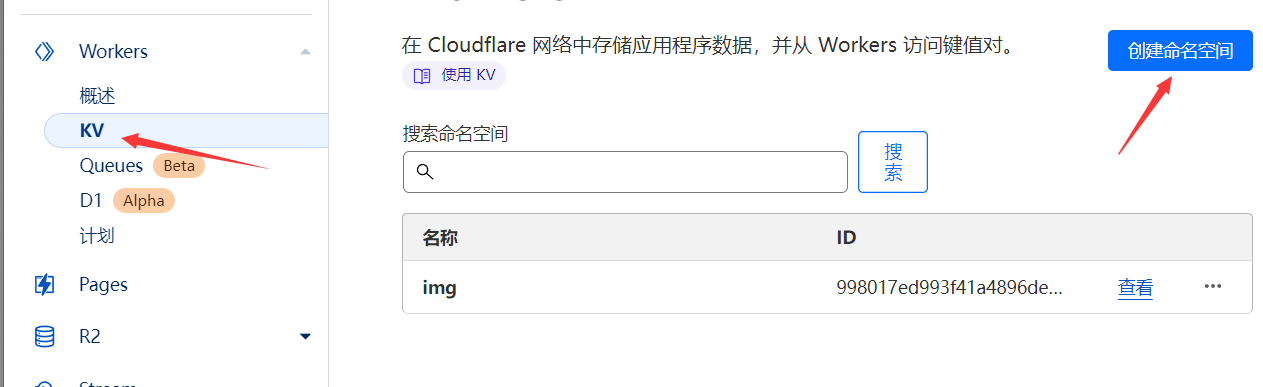 Workers
概述
KV
Queues Beta
D1 Alpha
计划
Pages
R2
Stream
在 Cloudflare 网络中存储应用程序数据，并从 Workers 访问键值对。
创建命名空间
使用 KV
搜索命名空间
搜
索
名称 ID
img 998017ed993f41a4896de... 查看